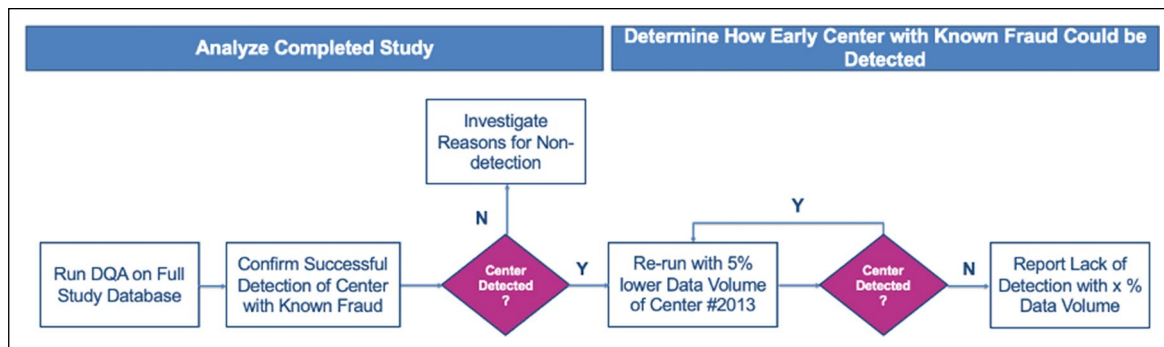 Analyze Completed Study
Determine How Early Center with Known Fraud Could be
Detected
Investigate
Reasons for Non-
detection
N
Y
Run DQA on Full
Study Database
Confirm Successful
Detection of Center
with Known Fraud
Center
Detected
?
Y
Re-run with 5%
lower Data Volume
of Center #2013
Center
Detected
?
N
Report Lack of
Detection with x %
Data Volume